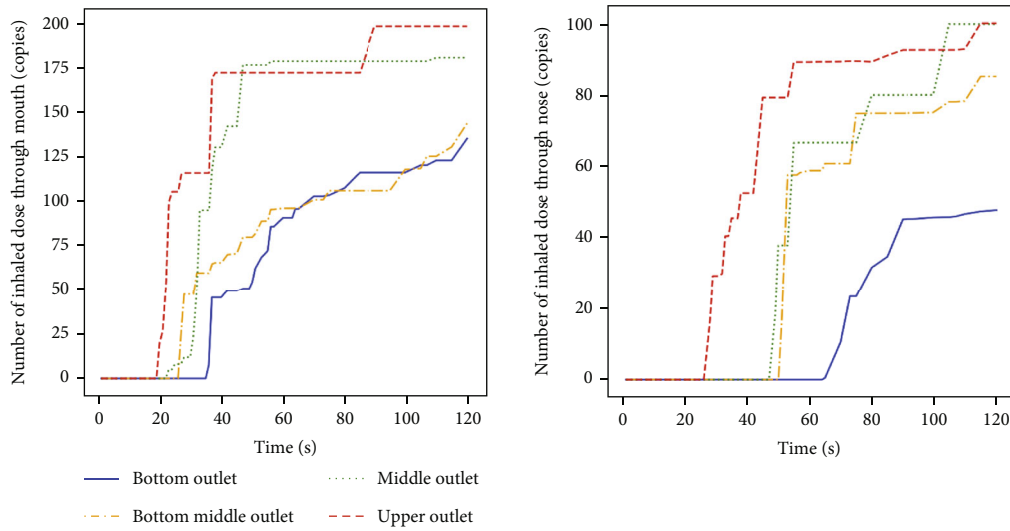 Number of inhaled dose through mouth (copies)
200
175
150
125
100
75
50
25
0
0 20 40 60 80 100 120
Time (s)
Number of inhaled dose through nose (copies)
100
80
60
40
20
0
0 20 40 60 80 100 120
Time (s)
Bottom outlet
Middle outlet
Bottom middle outlet
Upper outlet